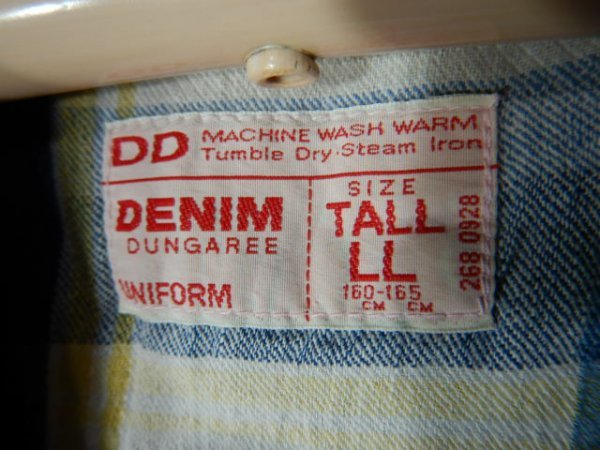 DD MACHINE WASH WARM
Tumble Dry·Steam Iron
DENIM
DUNGAREE
UNIFORM
SIZE
TALL
LL
160-165
CM CM
268 0928